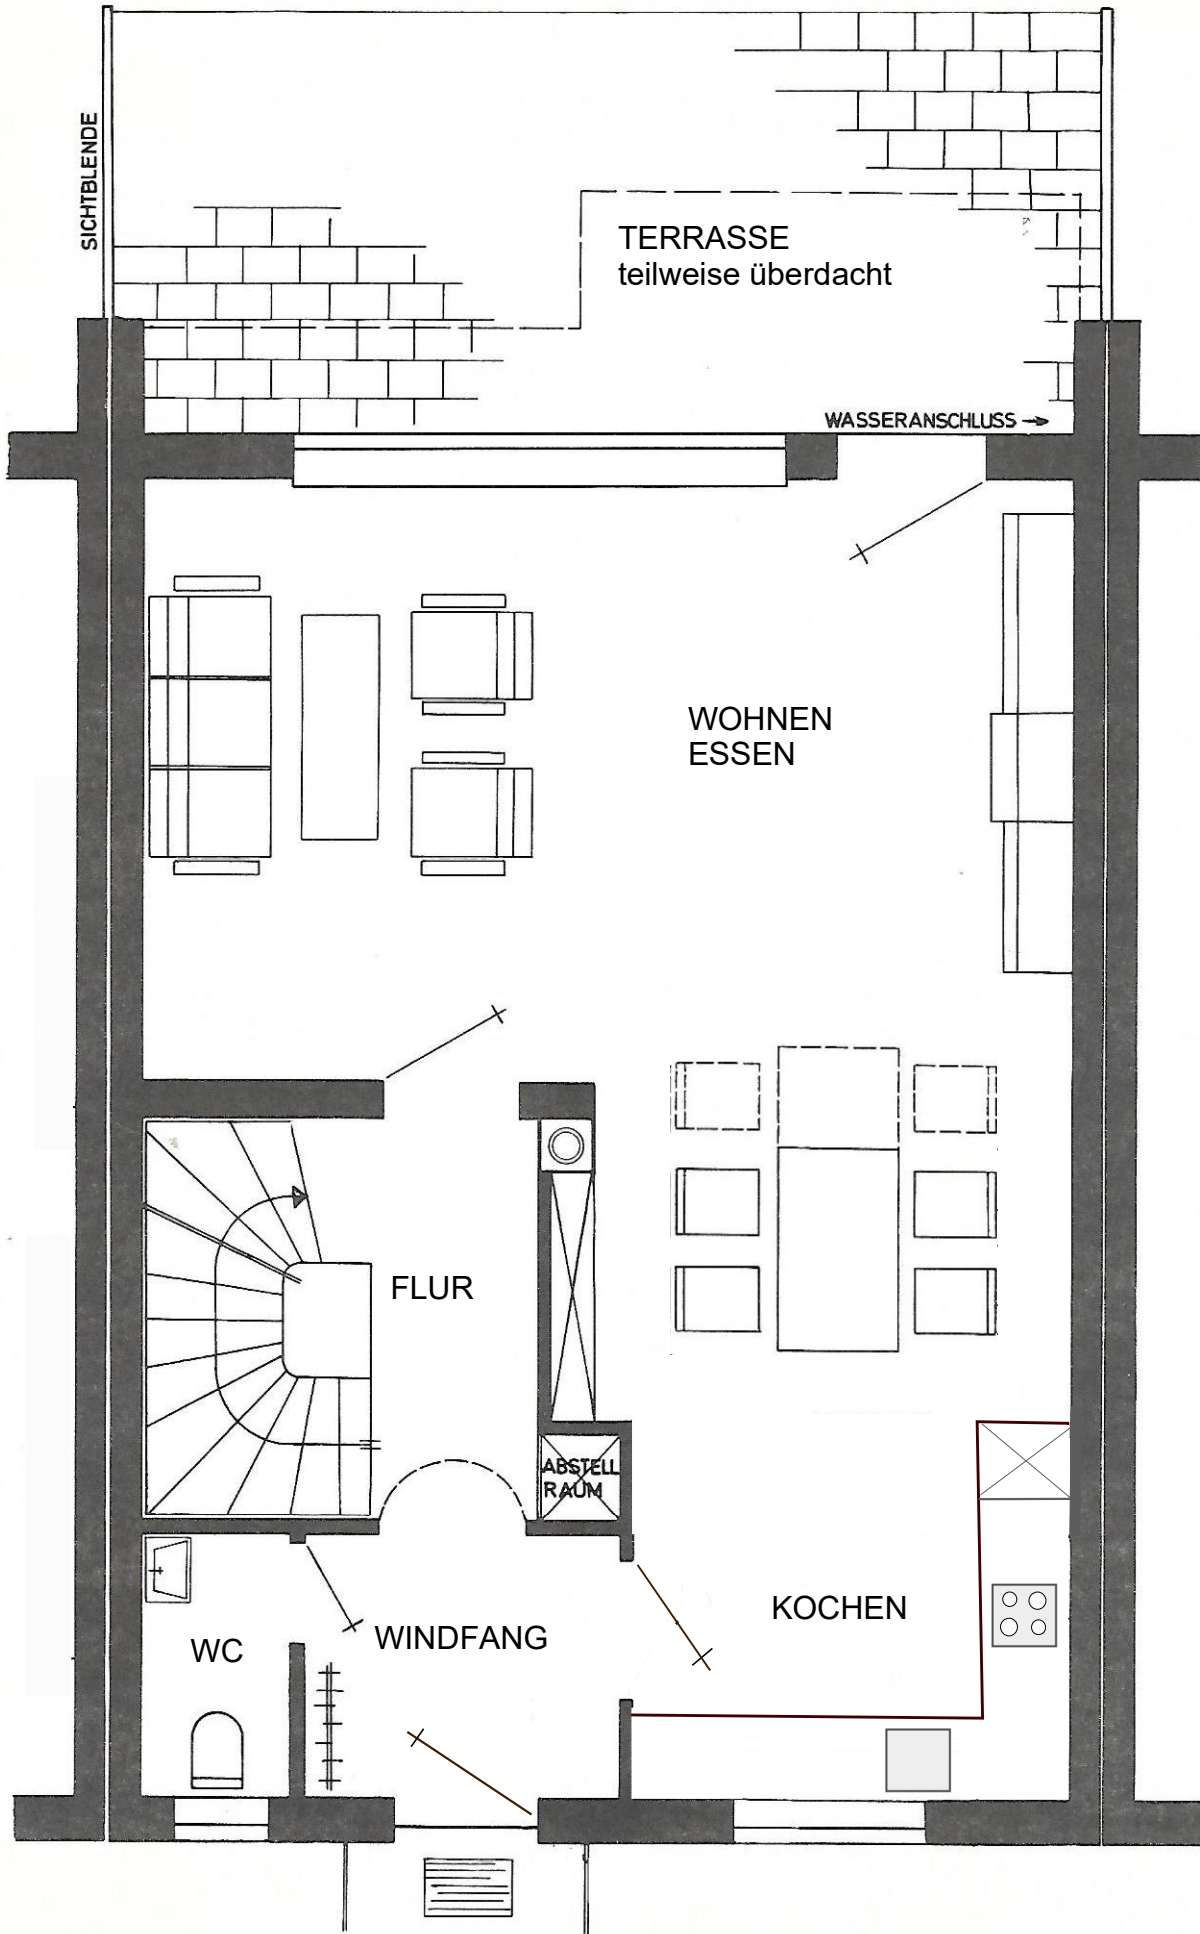 SICHTBLENDE
TERRASSE
teilweise überdacht
WASSERANSCHLUSS
WOHNEN
ESSEN
FLUR
ABSTELL
RAUM
KOCHEN
WC
WINDFANG